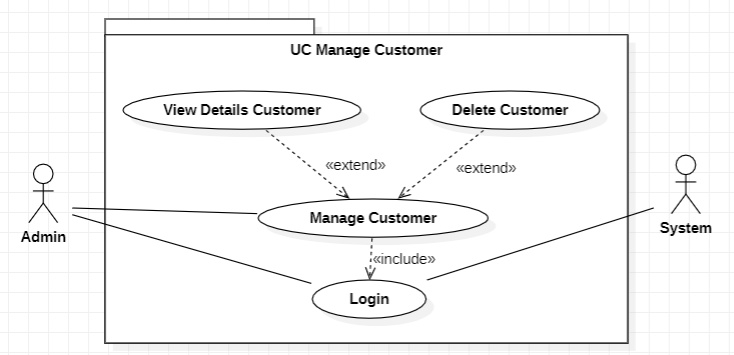 UC Manage Customer
View Details Customer
Delete Customer
«extend»
«extend»
Manage Customer
Admin
System
«include»
Login